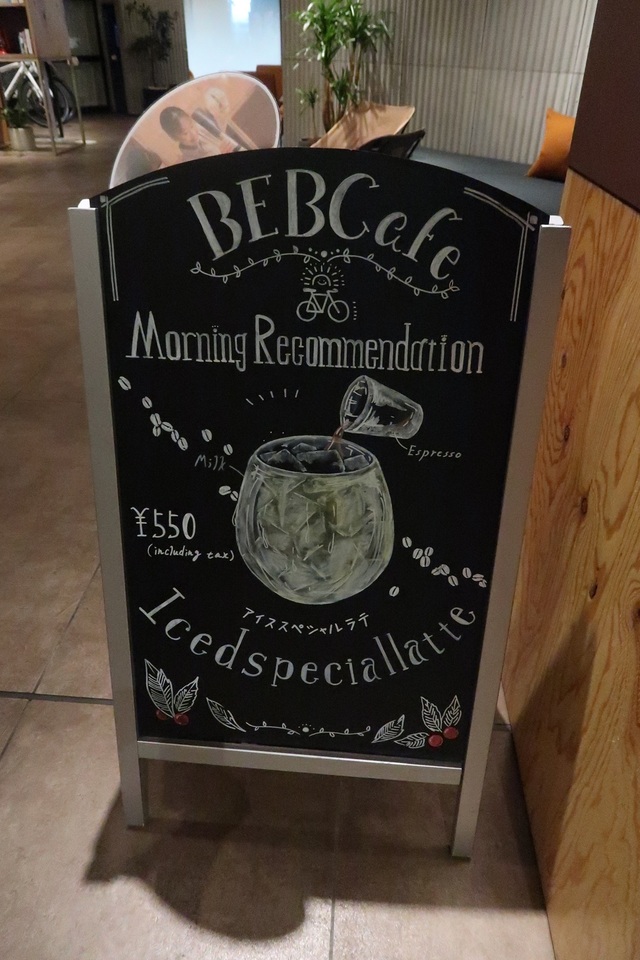 BEBCafe
Morning Recommendation
Espresso
Milk
¥550
(including tax)
アイススペシャルラテ
Icedspeciallatte